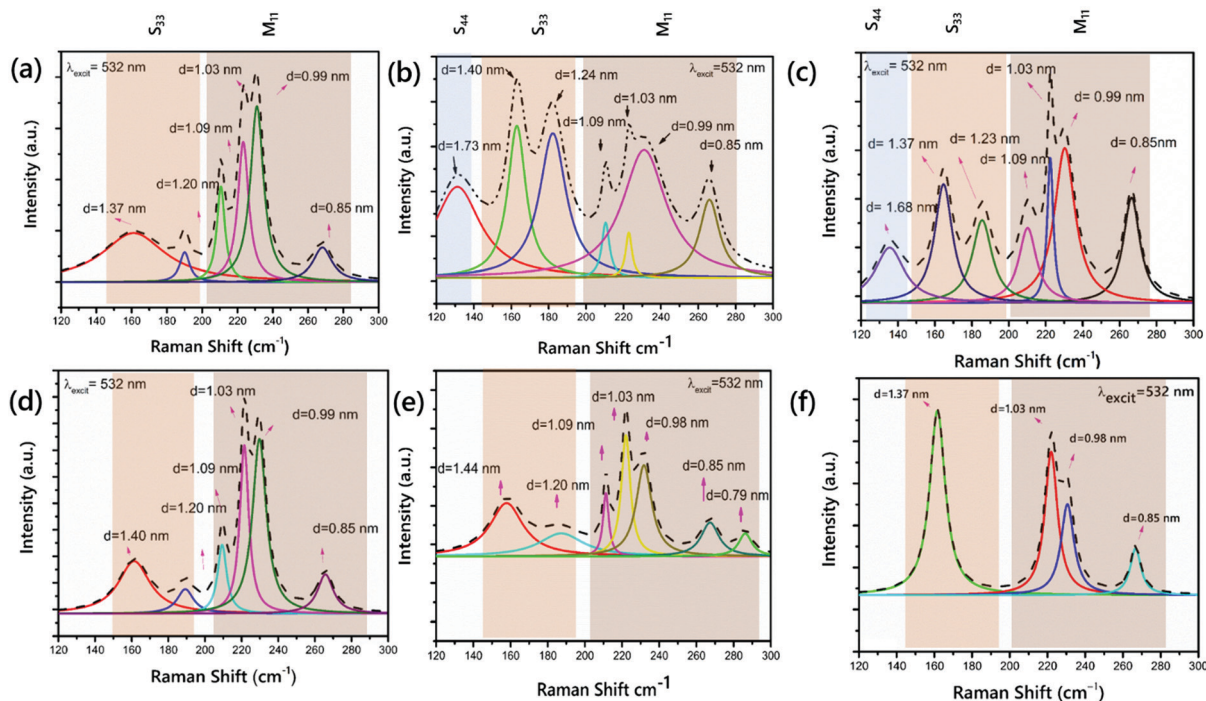 S33 M11 S44 S33 M11 S44 S33 M11
(a)
λexcit= 532 nm
d=1.03 nm
d=0.99 nm
d=1.09 nm
d=1.20 nm
d=1.37 nm
d=0.85 nm
Intensity (a.u.)
120 140 160 180 200 220 240 260 280 300
Raman Shift (cm-1)
(b)
d=1.40 nm
λexcit=532 nm
d=1.24 nm
d=1.03 nm
d=1.09 nm
d=0.99 nm
d=1.73 nm
d=0.85 nm
Intensity (a.u.)
120 140 160 180 200 220 240 260 280 300
Raman Shift cm-1
(c)
λexcit= 532 nm
d= 1.03 nm
d= 0.99 nm
d= 1.37 nm
d= 1.23 nm
d= 1.09 nm
d= 0.85nm
d= 1.68 nm
Intensity (a.u.)
120 140 160 180 200 220 240 260 280 300
Raman Shift (cm-1)
(d)
λexcit= 532 nm
d=1.03 nm
d=0.99 nm
d=1.09 nm
d=1.20 nm
d=1.40 nm
d=0.85 nm
Intensity (a.u.)
120 140 160 180 200 220 240 260 280 300
Raman Shift (cm-1)
(e)
λexcit=532 nm
d=1.03 nm
d=1.09 nm
d=0.98 nm
d=1.44 nm
d=1.20 nm
d=0.85 nm
d=0.79 nm
Intensity (a.u.)
120 140 160 180 200 220 240 260 280 300
Raman Shift cm-1
(f)
λexcit= 532 nm
d=1.37 nm
d=1.03 nm
d=0.98 nm
d=0.85 nm
Intensity (a.u.)
120 140 160 180 200 220 240 260 280 300
Raman Shift (cm-1)